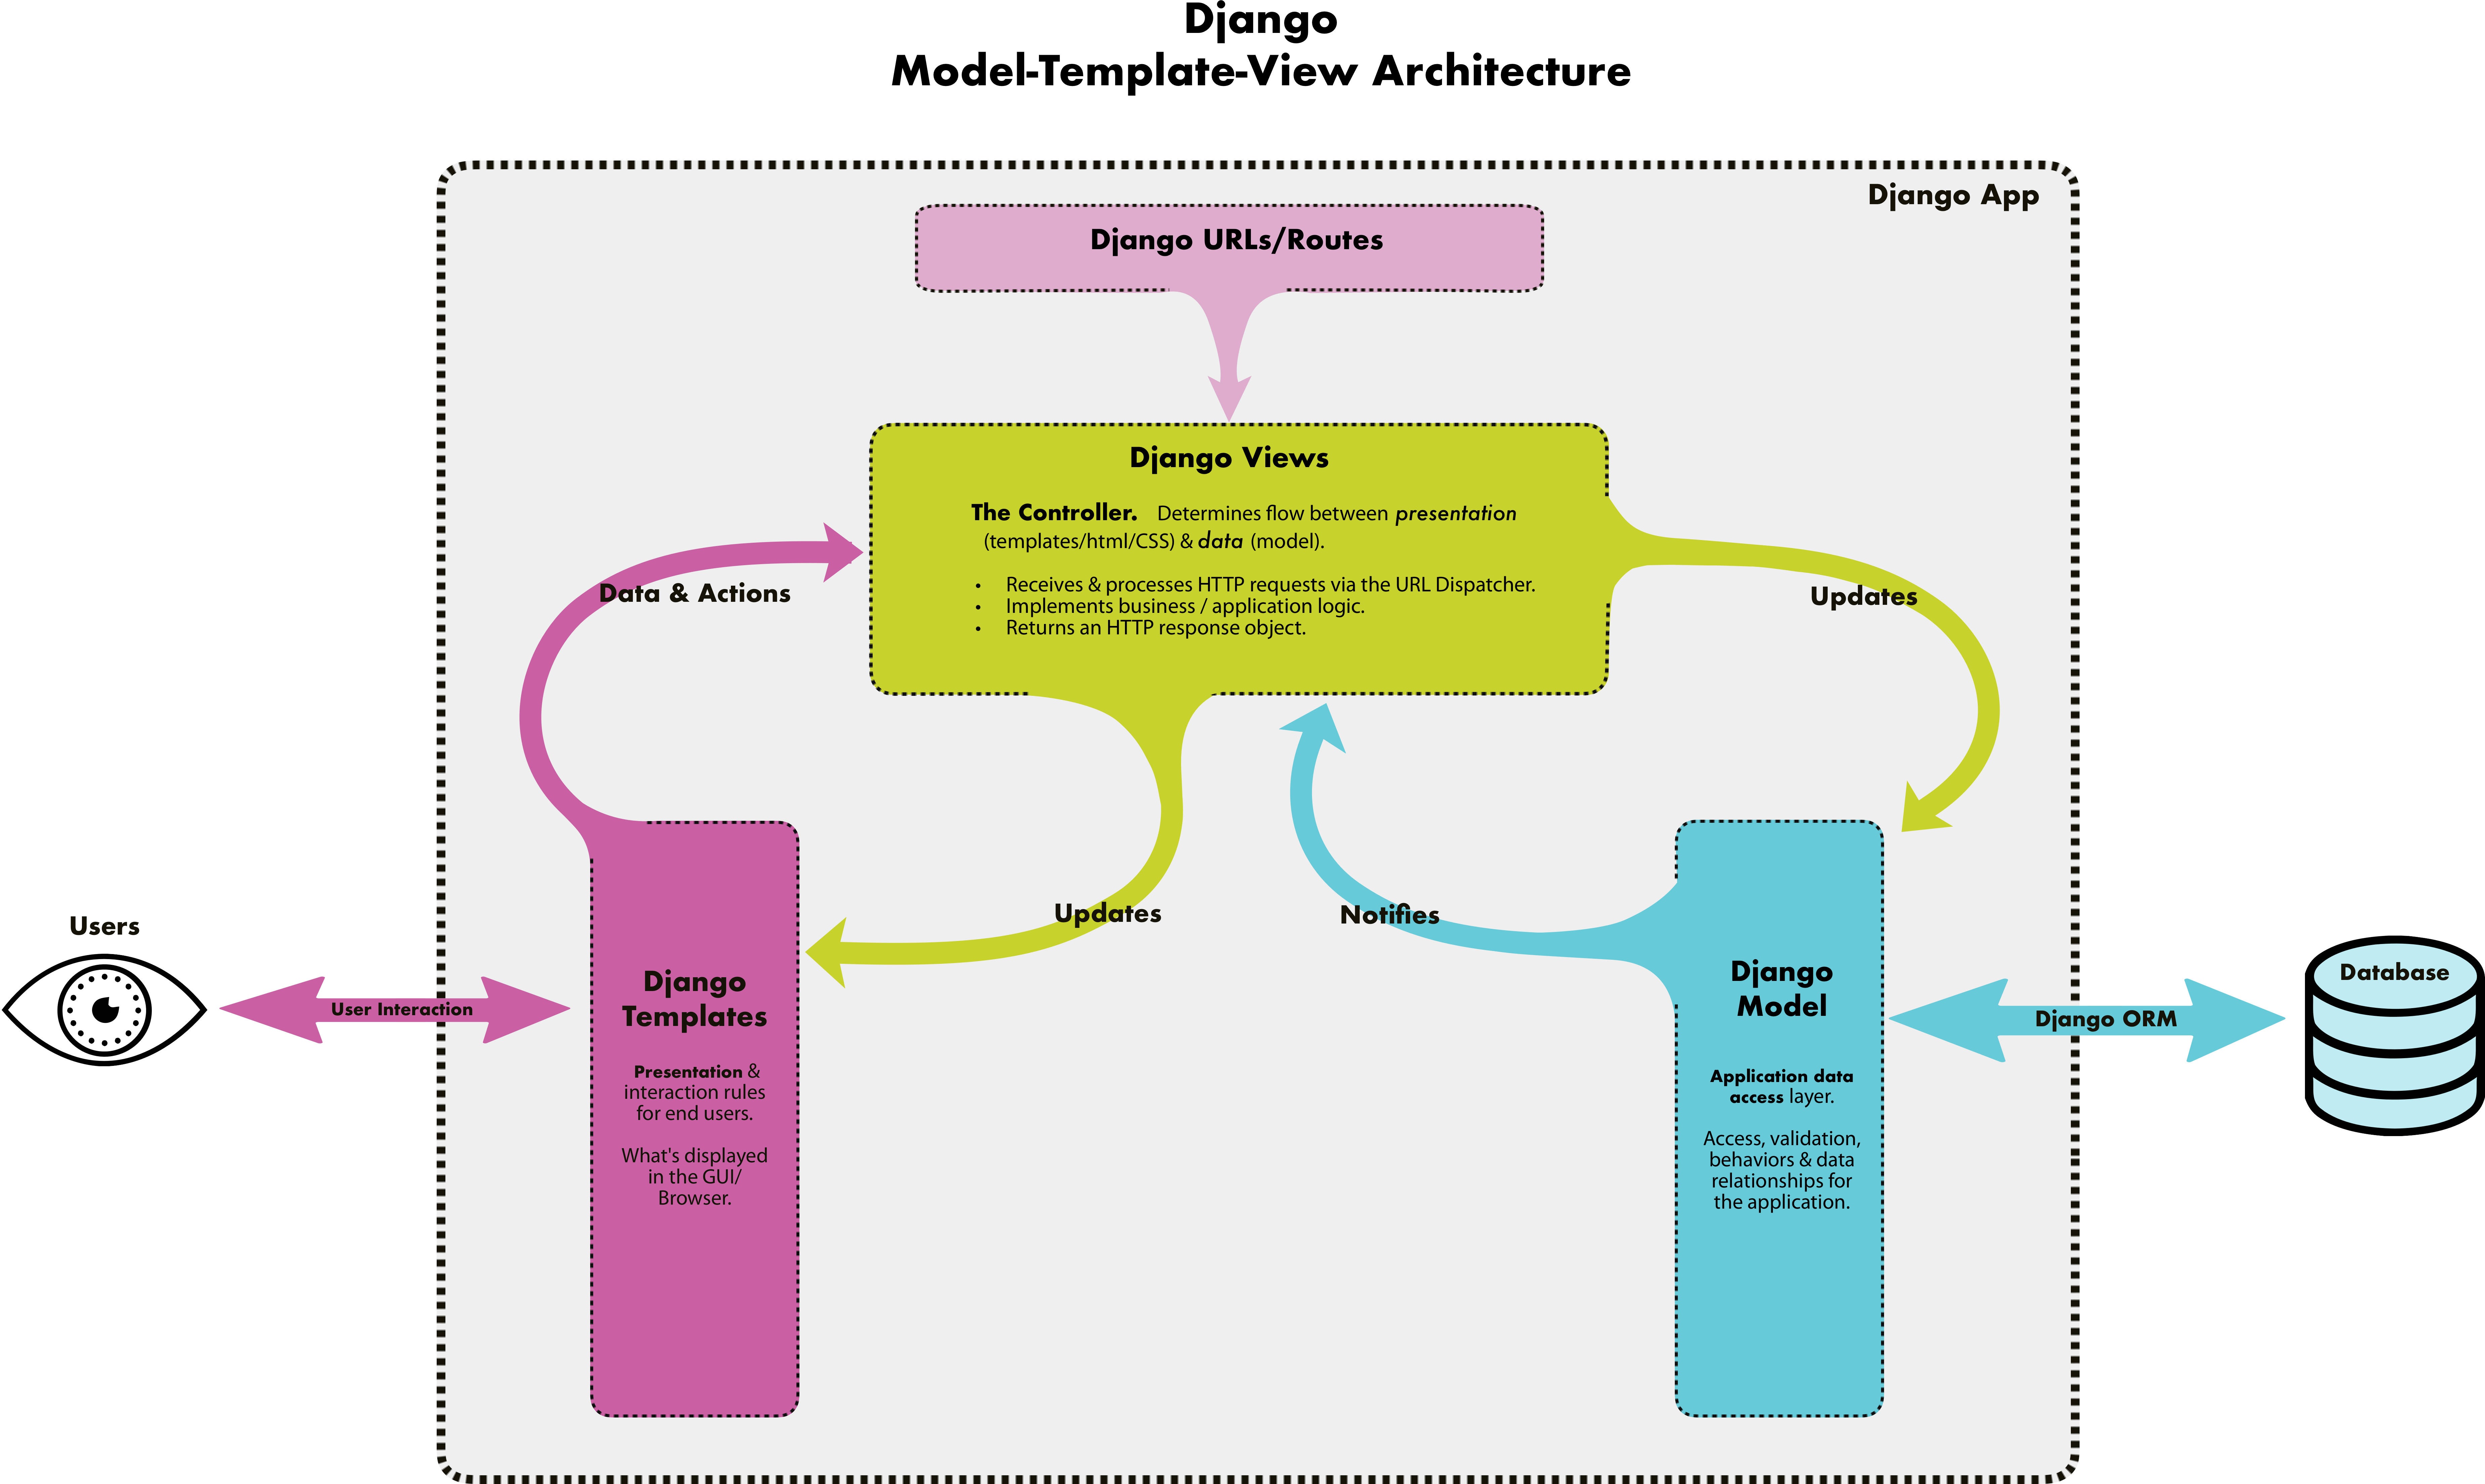 Django
Model-Template-View Architecture
Django App
Django URLs/Routes
Django Views
The Controller. Determines flow between presentation
(templates/html/CSS) & data (model).
• Receives & processes HTTP requests via the URL Dispatcher.
• Implements business / application logic.
• Returns an HTTP response object.
Data & Actions
Updates
Updates
Notifies
Users
User Interaction
Django
Templates
Presentation &
interaction rules
for end users.
What's displayed
in the GUI/
Browser.
Django
Model
Application data
access layer.
Access, validation,
behaviors & data
relationships for
the application.
Django ORM
Database